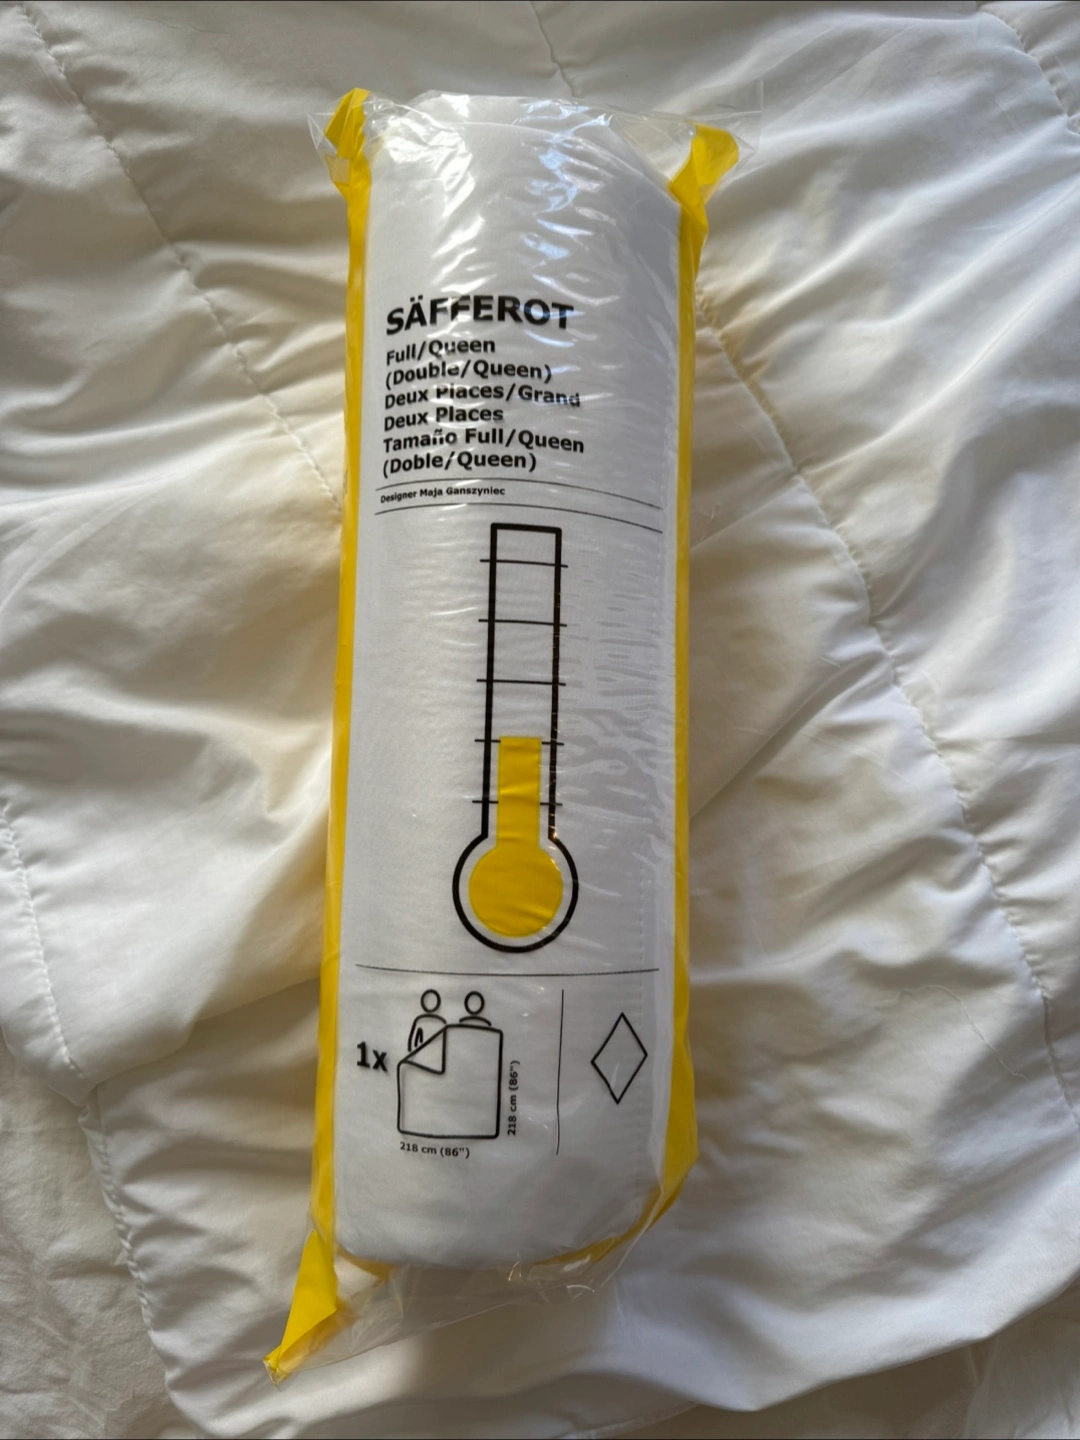 SÄFFEROT
Full/Queen
(Double/Queen)
Deux Places/Grand
Deux Places
Tamaño Full/Queen
(Doble/Queen)
Designer Maja Ganszyniec
1x
218 cm (86")
218 cm (86")